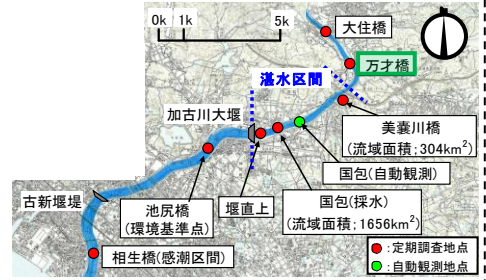 0k 1k 5k
大住橋
万才橋
湛水区間
加古川大堰
美嚢川橋
(流域面積;304km²)
国包(自動観測)
古新堰堤
池尻橋
(環境基準点)
堰直上
国包(採水)
(流域面積;1656km²)
相生橋(感潮区間)
:定期調査地点
:自動観測地点